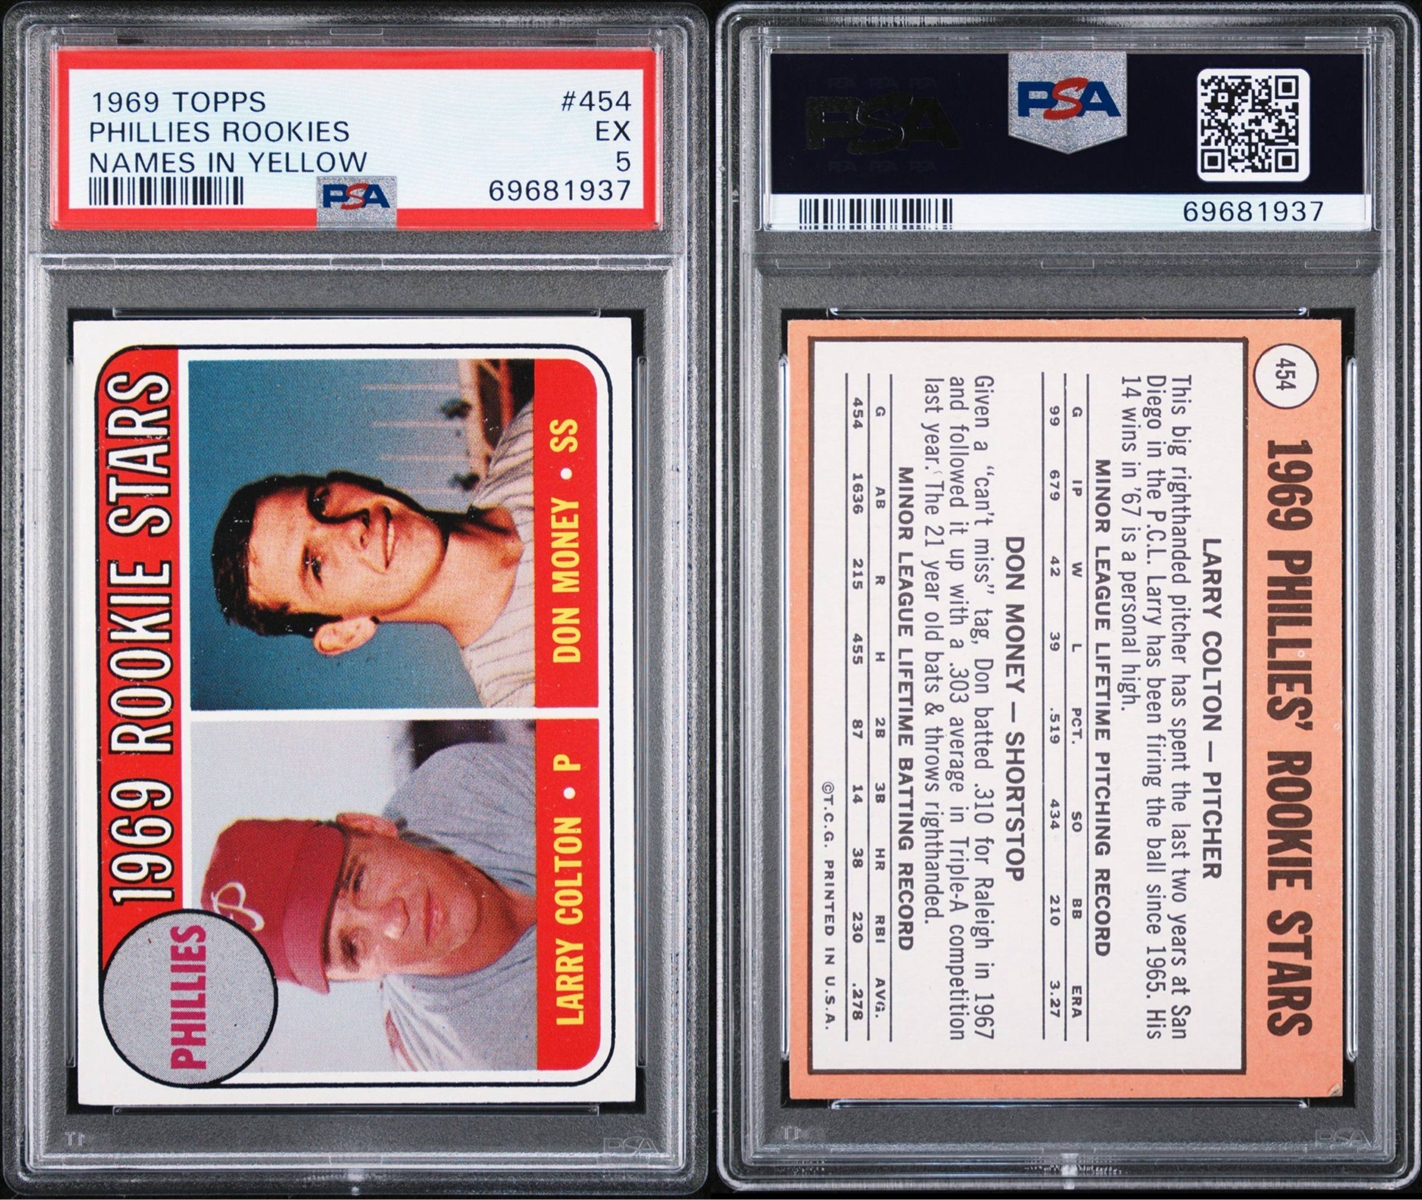 1969 TOPPS #454
PHILLIES ROOKIES EX
NAMES IN YELLOW 5
PSA 69681937
1969 ROOKIE STARS
PHILLIES
DON MONEY • SS
LARRY COLTON • P
P
PSA
PSA
PSA
69681937
454
1969 PHILLIES' ROOKIE STARS
LARRY COLTON — PITCHER
This big righthanded pitcher has spent the last two years at San
Diego in the P.C.L. Larry has been firing the ball since 1965. His
14 wins in '67 is a personal high.
MINOR LEAGUE LIFETIME PITCHING RECORD
G IP W L PCT. SO BB ERA
99 679 42 39 .519 434 210 3.27
DON MONEY — SHORTSTOP
Given a "can't miss" tag, Don batted .310 for Raleigh in 1967
and followed it up with a .303 average in Triple-A competition
last year. The 21 year old bats & throws righthanded.
MINOR LEAGUE LIFETIME BATTING RECORD
G AB R H 2B 3B HR RBI AVG.
454 1636 215 455 87 14 38 230 .278
©T.C.G. PRINTED IN U.S.A.
PSA